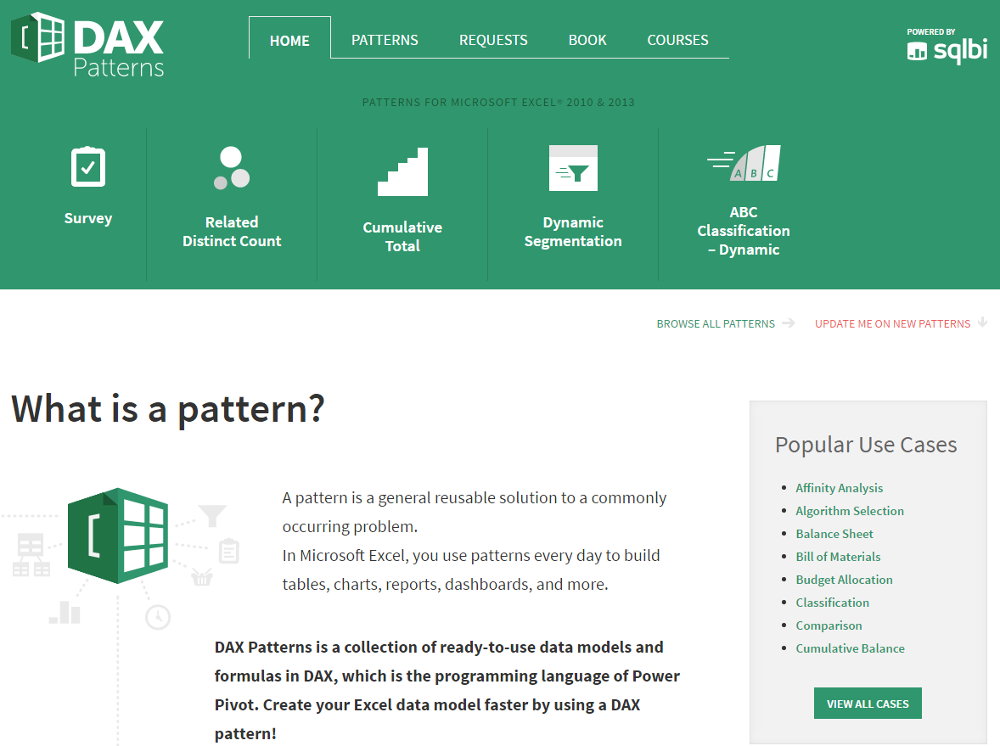 DAX
Patterns
HOME
PATTERNS
REQUESTS
BOOK
COURSES
POWERED BY
sqlbi
PATTERNS FOR MICROSOFT EXCEL® 2010 & 2013
Survey
Related
Distinct Count
Cumulative
Total
Dynamic
Segmentation
A B C
ABC
Classification
– Dynamic
BROWSE ALL PATTERNS
UPDATE ME ON NEW PATTERNS
What is a pattern?
A pattern is a general reusable solution to a commonly
occurring problem.
In Microsoft Excel, you use patterns every day to build
tables, charts, reports, dashboards, and more.
DAX Patterns is a collection of ready-to-use data models and
formulas in DAX, which is the programming language of Power
Pivot. Create your Excel data model faster by using a DAX
pattern!
Popular Use Cases
Affinity Analysis
Algorithm Selection
Balance Sheet
Bill of Materials
Budget Allocation
Classification
Comparison
Cumulative Balance
VIEW ALL CASES